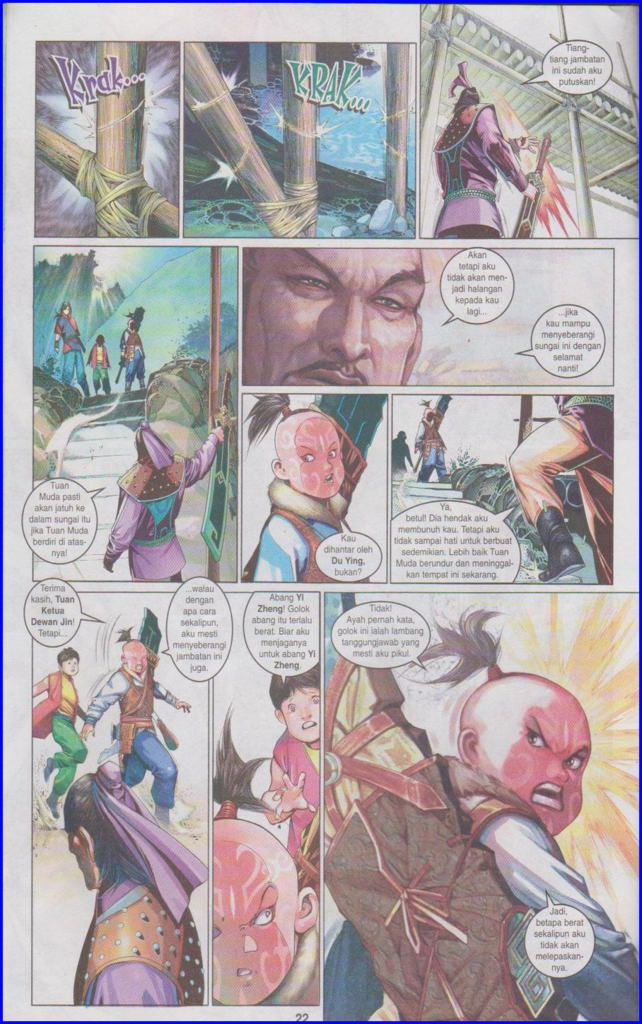 Krak...
KRAK...
Tiang-
tiang jambatan
ini sudah aku
putuskan!
Akan
tetapi aku
tidak akan men-
jadi halangan
kepada kau
lagi...
...jika
kau mampu
menyeberangi
sungai ini dengan
selamat
nanti!
Tuan
Muda pasti
akan jatuh ke
dalam sungai itu
jika Tuan Muda
berdiri di atas-
nya!
Kau
dihantar oleh
Du Ying,
bukan?
Ya,
betul! Dia hendak aku
membunuh kau. Tetapi aku
tidak sampai hati untuk berbuat
sedemikian. Lebih baik Tuan
Muda berundur dan meninggal-
kan tempat ini sekarang.
Terima
kasih, Tuan
Ketua
Dewan Jin!
Tetapi...
...walau
dengan
apa cara
sekalipun,
aku mesti
menyeberangi
jambatan ini
juga.
Abang Yi
Zheng! Golok
abang itu terlalu
berat. Biar aku
menjaganya
untuk abang Yi
Zheng.
Tidak!
Ayah pernah kata,
golok ini ialah lambang
tanggungjawab yang
mesti aku pikul.
Jadi,
betapa berat
sekalipun aku
tidak akan
melepaskan-
nya.
22